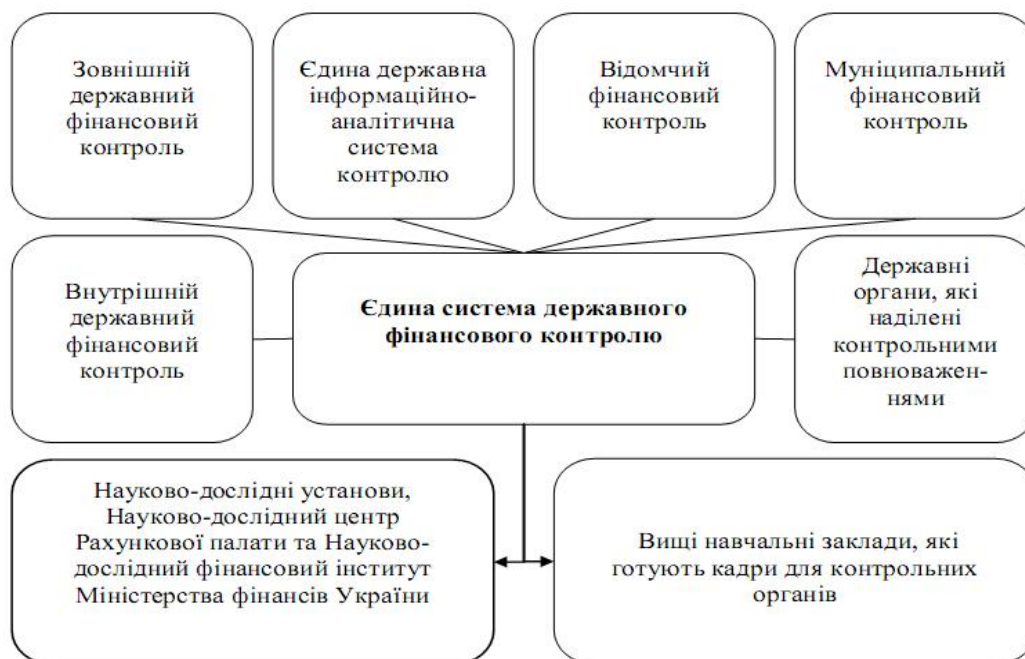 Зовнішній
державний
фінансовий
контроль
Єдина державна
інформаційно-
аналітична
система
контролю
Відомчий
фінансовий
контроль
Муніципальний
фінансовий
контроль
Внутрішній
державний
фінансовий
контроль
Єдина система державного
фінансового контролю
Державні
органи, які
наділені
контрольними
повноважен-
нями
Науково-дослідні установи,
Науково-дослідний центр
Рахункової палати та Науково-
дослідний фінансовий інститут
Міністерства фінансів України
Вищі навчальні заклади, які
готують кадри для контрольних
органів